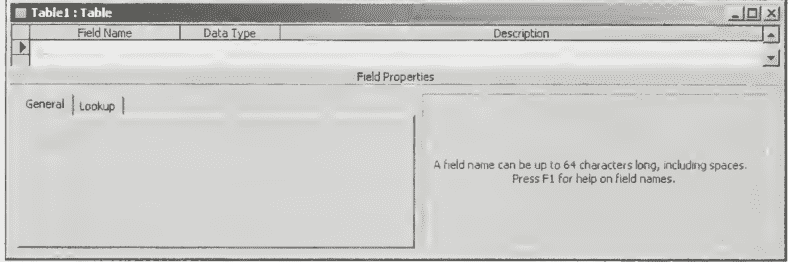 Table1 : Table
Field Name Data Type Description
Field Properties
General Lookup
A field name can be up to 64 characters long, including spaces.
Press F1 for help on field names.